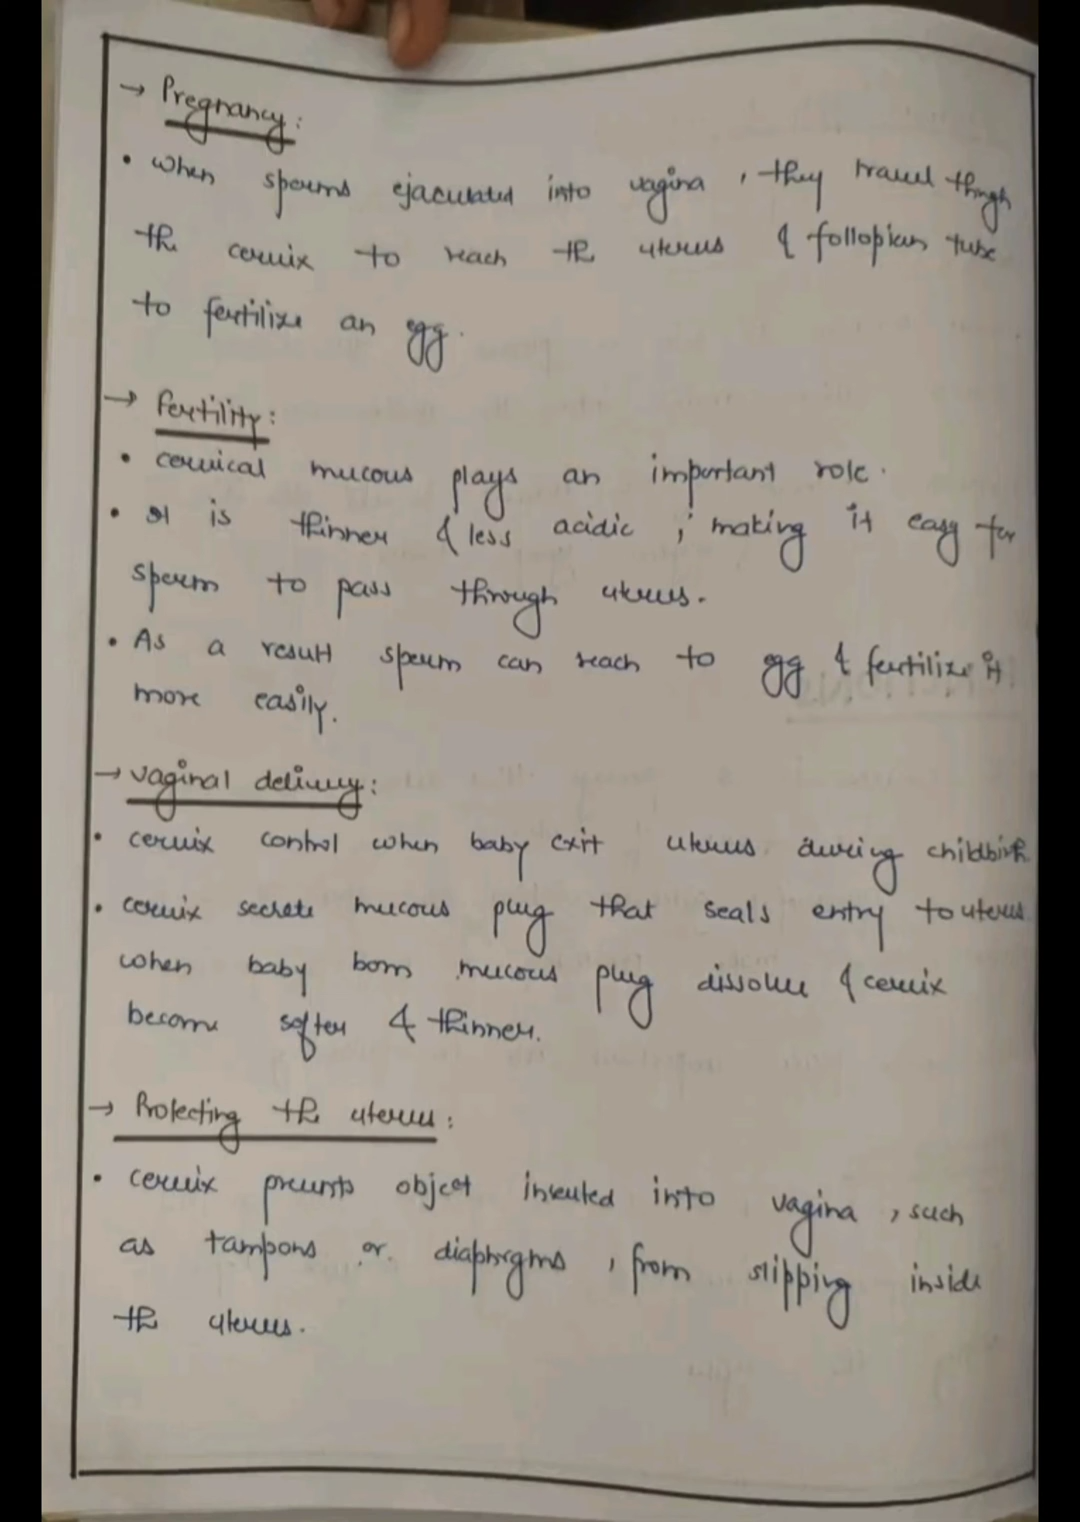 → Pregnancy:
• when sperms ejaculated into vagina, they travel through
the cervix to reach the uterus & follopian tube
to fertilize an egg.
→ fertility:
• cervical mucous plays an important role.
• It is thinner & less acidic, making it easy for
sperm to pass through uterus.
• As a result sperm can reach to egg & fertilize it
more easily.
→ vaginal delivery:
• cervix control when baby exit uterus during childbirth
• cervix secrete mucous plug that seals entry to uterus
when baby born mucous plug dissolve & cervix
become softer & thinner.
→ Protecting the uterus:
• cervix prevents object inserted into vagina, such
as tampons or diaphrgms, from slipping inside
the uterus.